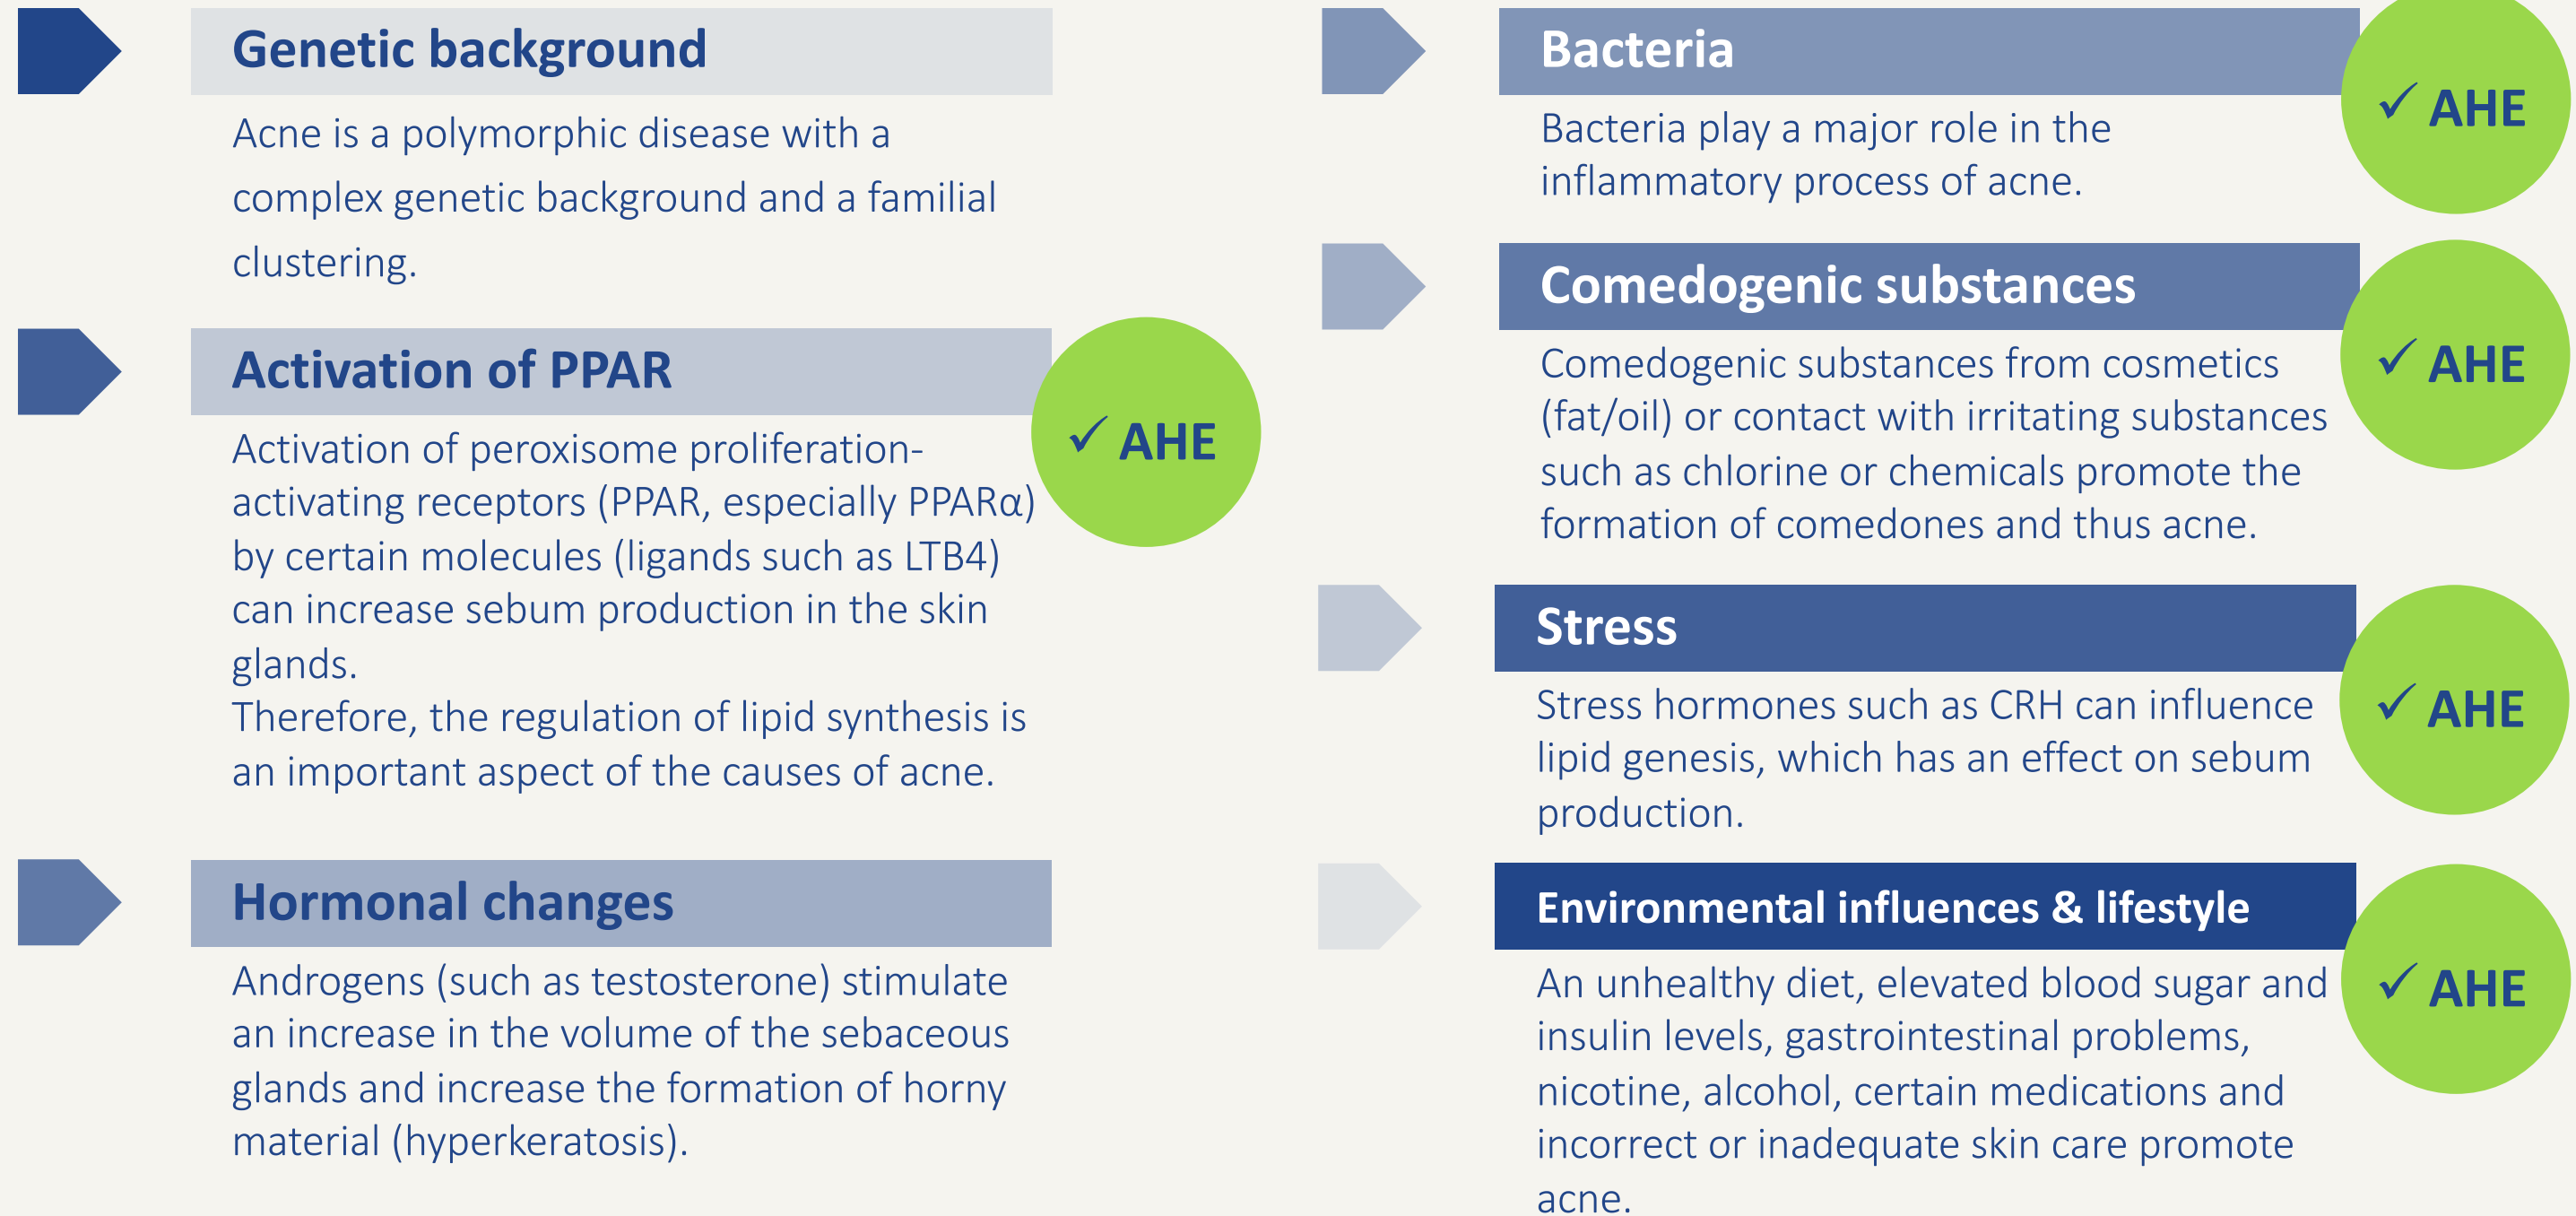 Genetic background
Acne is a polymorphic disease with a
complex genetic background and a familial
clustering.
Activation of PPAR
✓ AHE
Activation of peroxisome proliferation-
activating receptors (PPAR, especially PPARα)
by certain molecules (ligands such as LTB4)
can increase sebum production in the skin
glands.
Therefore, the regulation of lipid synthesis is
an important aspect of the causes of acne.
Hormonal changes
Androgens (such as testosterone) stimulate
an increase in the volume of the sebaceous
glands and increase the formation of horny
material (hyperkeratosis).
Bacteria
✓ AHE
Bacteria play a major role in the
inflammatory process of acne.
Comedogenic substances
✓ AHE
Comedogenic substances from cosmetics
(fat/oil) or contact with irritating substances
such as chlorine or chemicals promote the
formation of comedones and thus acne.
Stress
✓ AHE
Stress hormones such as CRH can influence
lipid genesis, which has an effect on sebum
production.
Environmental influences & lifestyle
✓ AHE
An unhealthy diet, elevated blood sugar and
insulin levels, gastrointestinal problems,
nicotine, alcohol, certain medications and
incorrect or inadequate skin care promote
acne.